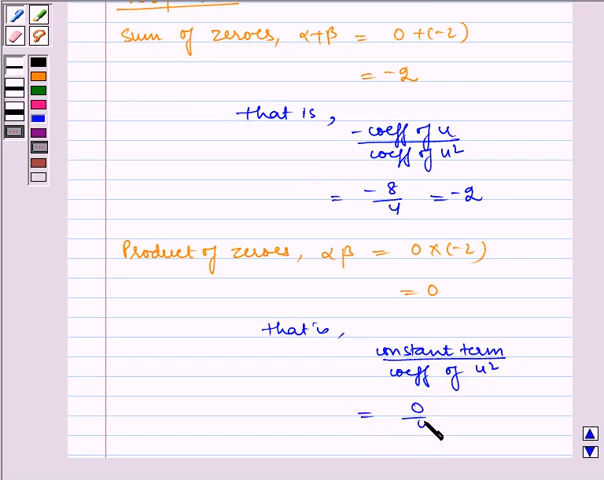 Sum of zeroes, α+β = 0+(-2)
= -2
that is,
-coeff of u
coeff of u²
= -8/4 = -2
Product of zeroes, αβ = 0×(-2)
= 0
that is,
constant term
coeff of u²
= 0/4